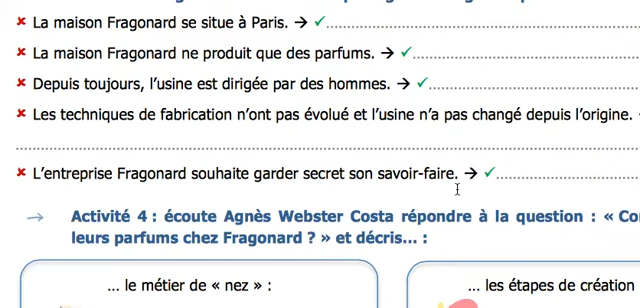 ✘ La maison Fragonard se situe à Paris. → ✓........................
✘ La maison Fragonard ne produit que des parfums. → ✓........................
✘ Depuis toujours, l’usine est dirigée par des hommes. → ✓........................
✘ Les techniques de fabrication n’ont pas évolué et l’usine n’a pas changé depuis l’origine.
........................
✘ L’entreprise Fragonard souhaite garder secret son savoir-faire. → ✓........................
→ Activité 4 : écoute Agnès Webster Costa répondre à la question : «
leurs parfums chez Fragonard ? » et décris… :
… le métier de « nez » :
… les étapes de création